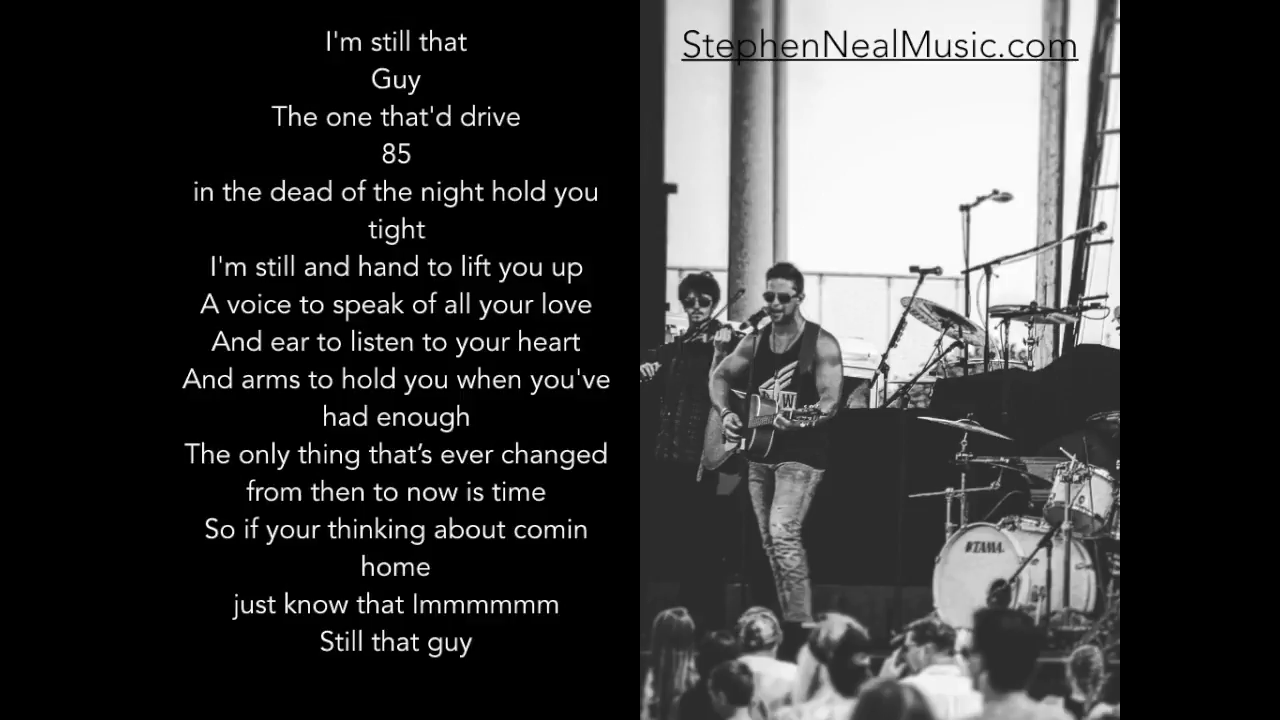 I'm still that
Guy
The one that'd drive
85
in the dead of the night hold you
tight
I'm still and hand to lift you up
A voice to speak of all your love
And ear to listen to your heart
And arms to hold you when you've
had enough
The only thing that’s ever changed
from then to now is time
So if your thinking about comin
home
just know that Immmmmm
Still that guy
StephenNealMusic.com
W
TAMA